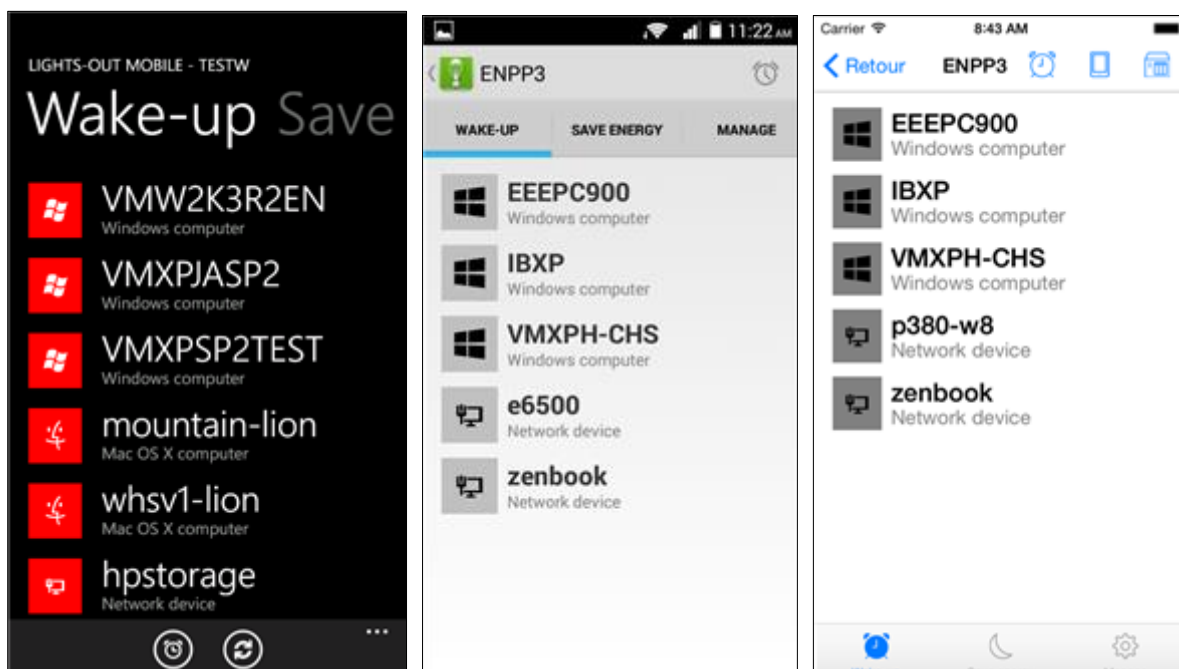 LIGHTS-OUT MOBILE - TESTW
Wake-up Save
VMW2K3R2EN
Windows computer
VMXPJASP2
Windows computer
VMXPSP2TEST
Windows computer
mountain-lion
Mac OS X computer
whsv1-lion
Mac OS X computer
hpstorage
Network device
11:22 AM
ENPP3
WAKE-UP SAVE ENERGY MANAGE
EEEPC900
Windows computer
IBXP
Windows computer
VMXPH-CHS
Windows computer
e6500
Network device
zenbook
Network device
Carrier 8:43 AM
Retour ENPP3
EEEPC900
Windows computer
IBXP
Windows computer
VMXPH-CHS
Windows computer
p380-w8
Network device
zenbook
Network device